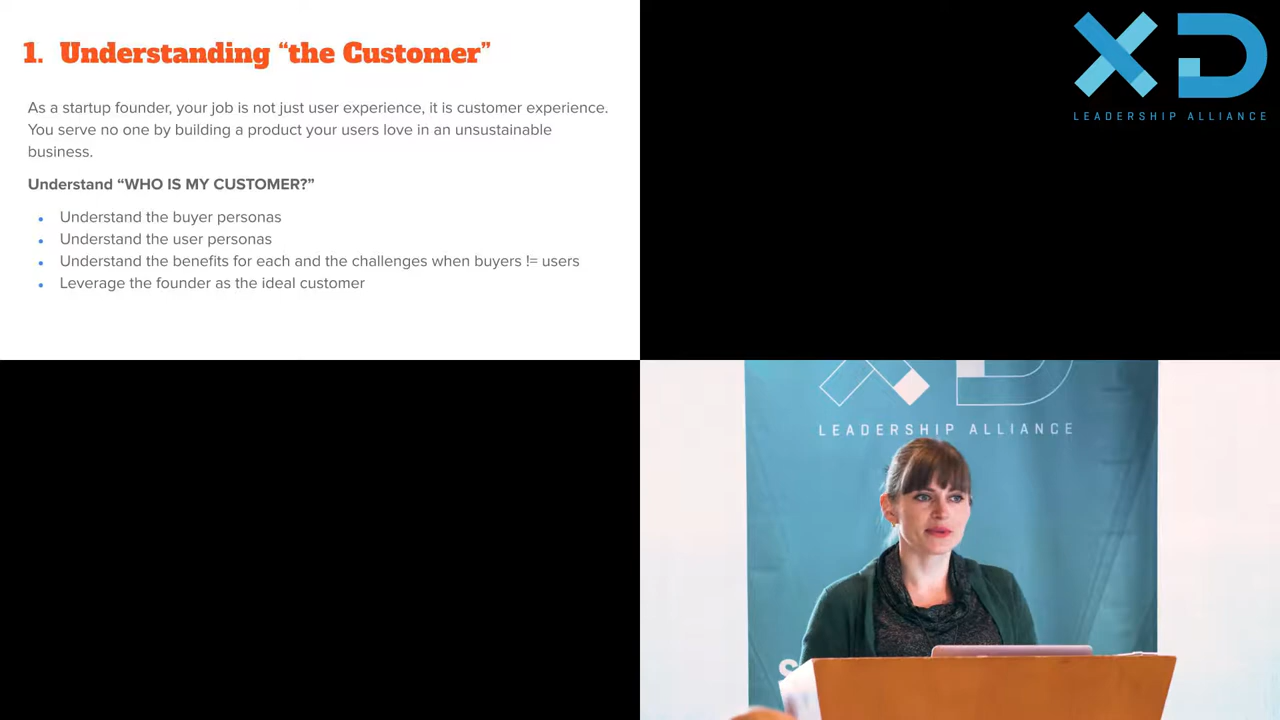 1. Understanding “the Customer”
As a startup founder, your job is not just user experience, it is customer experience.
You serve no one by building a product your users love in an unsustainable
business.
Understand “WHO IS MY CUSTOMER?”
• Understand the buyer personas
• Understand the user personas
• Understand the benefits for each and the challenges when buyers != users
• Leverage the founder as the ideal customer
XD
LEADERSHIP ALLIANCE
XD
LEADERSHIP ALLIANCE
S